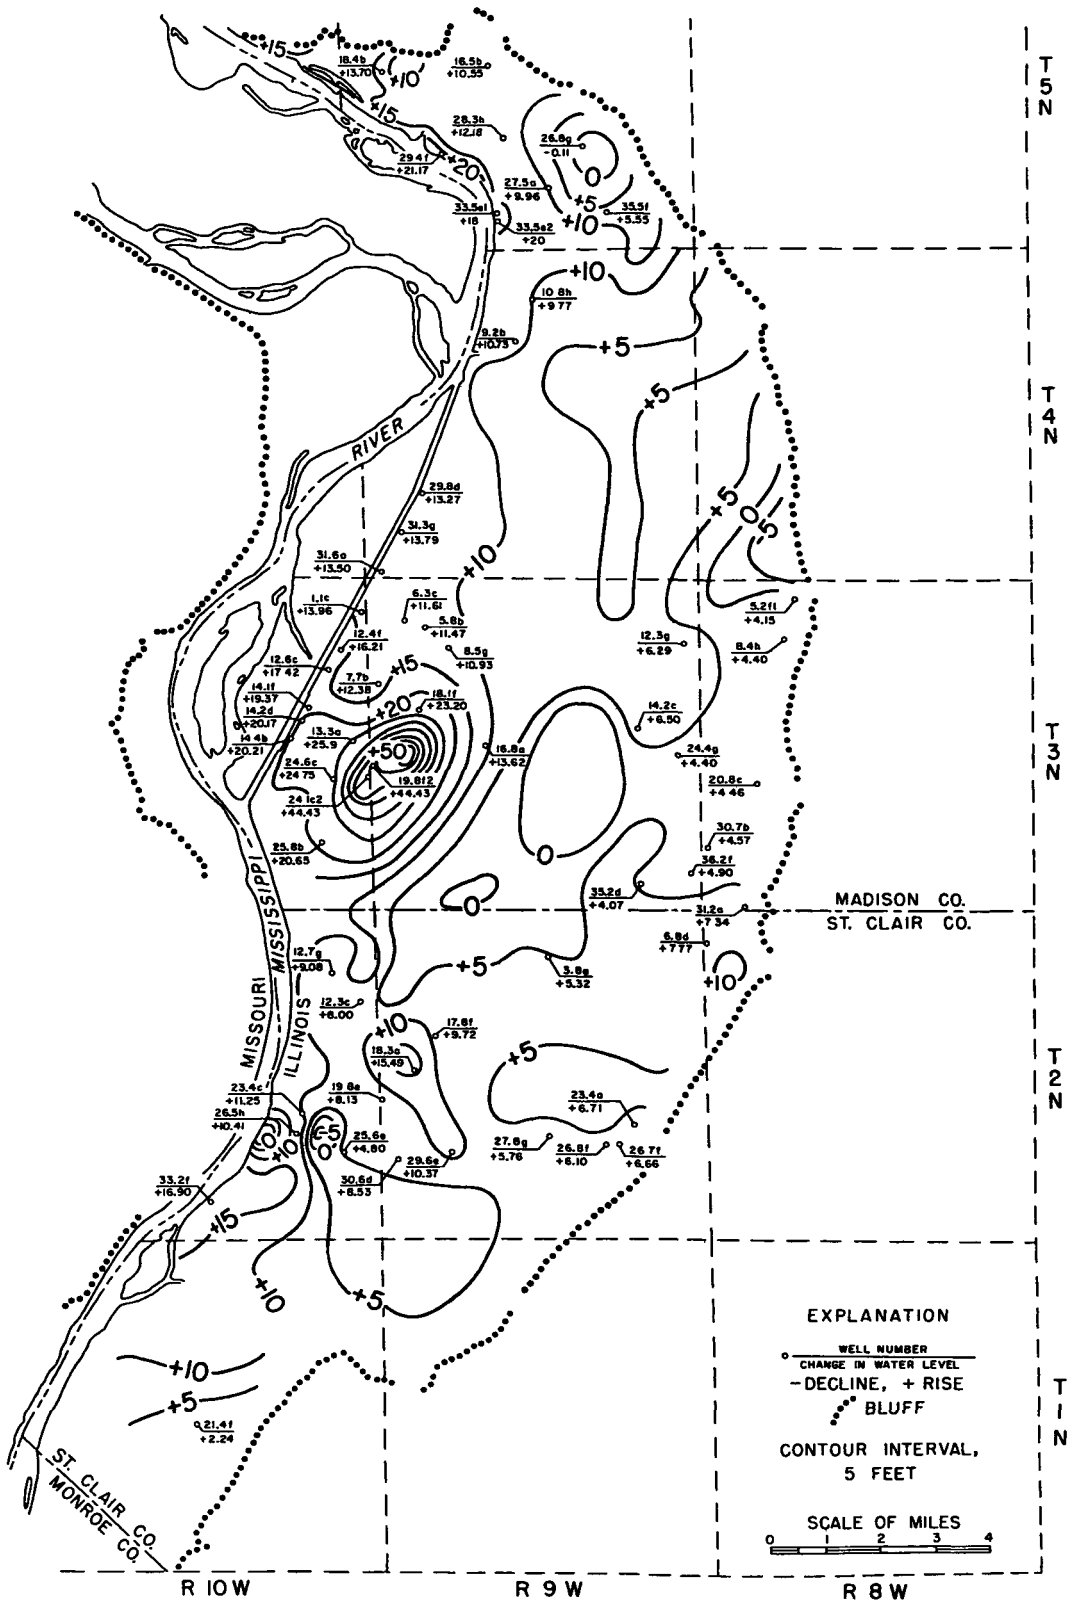 +15
18.4b
+13.70
+10
16.5b
+10.55
T5N
+15
28.3h
+12.18
26.8g
-0.11
29.4f
+21.17
+20
0
27.5a
+9.96
+5
35.5f
+5.55
+10
33.5e1
+18
33.5e2
+20
+10
10.8h
+9.77
9.2b
+10.73
+5
+5
T4N
RIVER
29.8d
+13.27
+5
0
-5
31.3g
+13.79
+10
31.6a
+13.50
1.1c
+13.96
6.3c
+11.61
5.8b
+11.47
5.2f1
+4.15
12.4f
+16.21
8.5g
+10.93
12.3g
+6.29
8.4h
+4.40
12.6c
+17.42
7.7b
+12.38
+15
14.1f
+19.37
+20
18.1f
+23.20
14.2d
+20.17
14.2c
+6.50
14.4b
+20.21
13.3a
+25.9
+50
16.8a
+13.62
24.4g
+4.40
T3N
24.6c
+24.75
19.8f2
+44.43
20.8c
+4.46
24.1c2
+44.43
25.8b
+20.65
0
30.7b
+4.57
36.2f
+4.90
35.2d
+4.07
0
MADISON CO.
ST. CLAIR CO.
31.2a
+7.34
6.8d
+7.77
MISSISSIPPI
12.7g
+9.08
+5
3.8g
+5.32
+10
12.3c
+8.00
MISSOURI
ILLINOIS
+10
17.8f
+9.72
18.3a
+15.49
+5
T2N
23.4c
+11.25
19.8e
+8.13
23.4a
+6.71
26.5h
+10.41
0
+10
-5
0
25.6e
+4.80
27.8g
+5.76
26.8f
+6.10
26.7f
+6.66
29.6e
+10.37
30.6d
+8.53
33.2f
+16.90
+15
+10
+5
EXPLANATION
WELL NUMBER
CHANGE IN WATER LEVEL
-DECLINE, + RISE
BLUFF
+10
+5
21.4f
+2.24
T1N
CONTOUR INTERVAL,
5 FEET
ST. CLAIR CO.
MONROE CO.
SCALE OF MILES
0 2 3 4
R 10 W R 9 W R 8 W